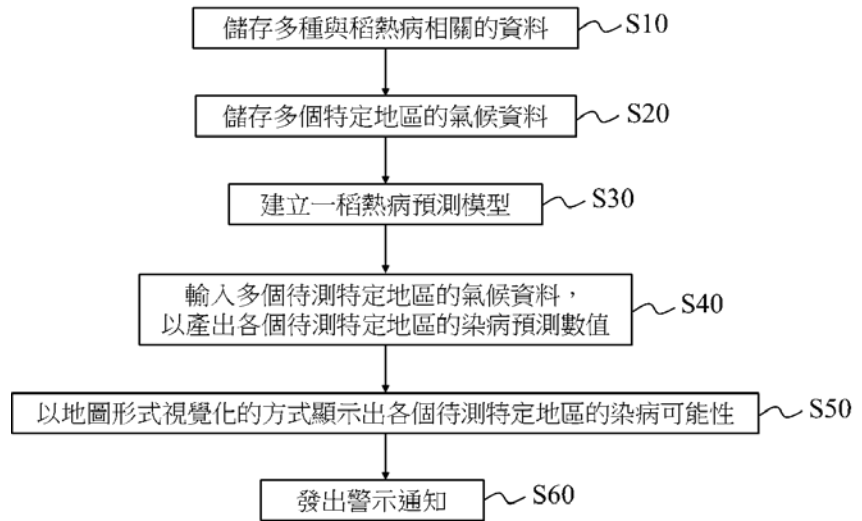 儲存多種與稻熱病相關的資料 S10
儲存多個特定地區的氣候資料 S20
建立一稻熱病預測模型 S30
輸入多個待測特定地區的氣候資料，
以產出各個待測特定地區的染病預測數值 S40
以地圖形式視覺化的方式顯示出各個待測特定地區的染病可能性 S50
發出警示通知 S60